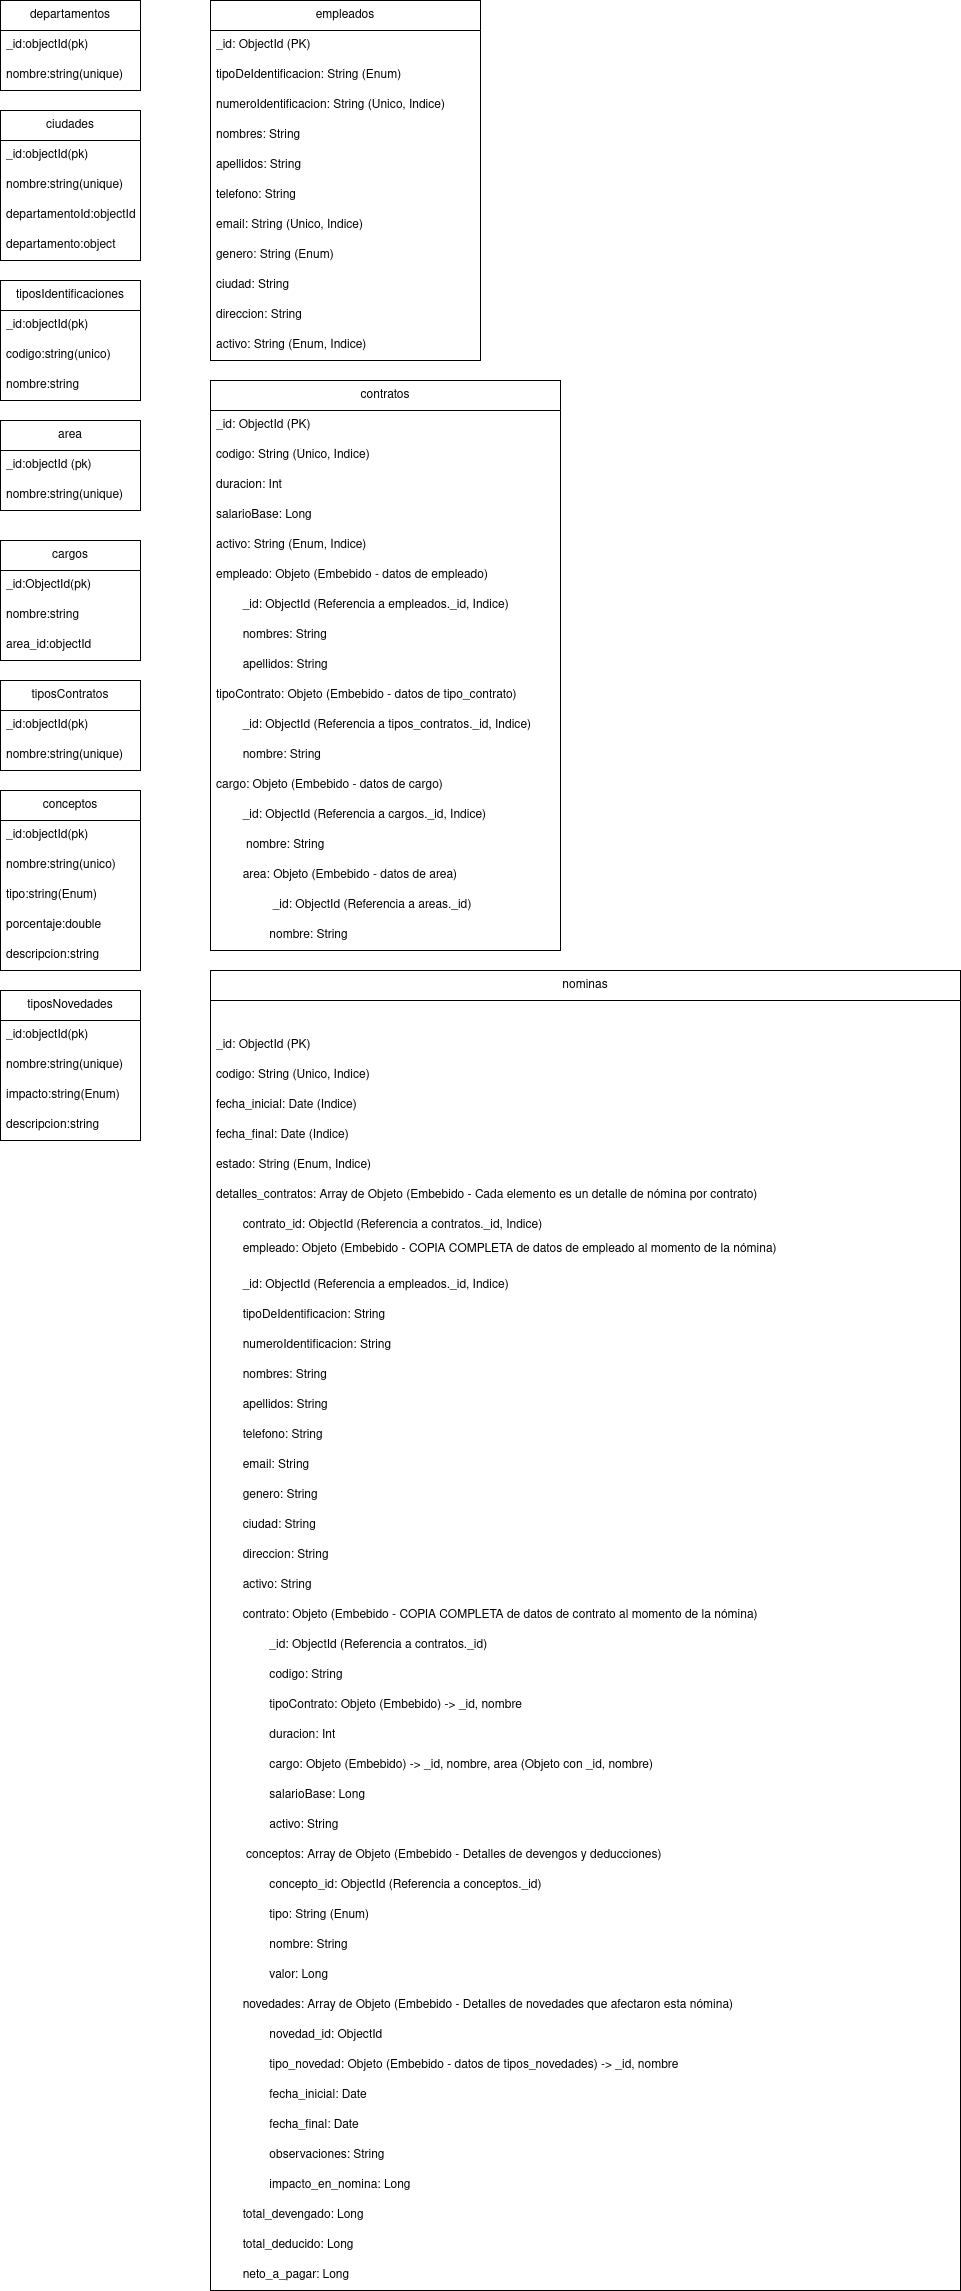 departamentos
_id:objectId(pk)
nombre:string(unique)
ciudades
_id:objectId(pk)
nombre:string(unique)
departamentoId:objectId
departamento:object
tiposIdentificaciones
_id:objectId(pk)
codigo:string(unico)
nombre:string
area
_id:objectId (pk)
nombre:string(unique)
cargos
_id:ObjectId(pk)
nombre:string
area_id:objectId
tiposContratos
_id:objectId(pk)
nombre:string(unique)
conceptos
_id:objectId(pk)
nombre:string(unico)
tipo:string(Enum)
porcentaje:double
descripcion:string
tiposNovedades
_id:objectId(pk)
nombre:string(unique)
impacto:string(Enum)
descripcion:string
empleados
_id: ObjectId (PK)
tipoDeIdentificacion: String (Enum)
numeroIdentificacion: String (Unico, Indice)
nombres: String
apellidos: String
telefono: String
email: String (Unico, Indice)
genero: String (Enum)
ciudad: String
direccion: String
activo: String (Enum, Indice)
contratos
_id: ObjectId (PK)
codigo: String (Unico, Indice)
duracion: Int
salarioBase: Long
activo: String (Enum, Indice)
empleado: Objeto (Embebido - datos de empleado)
_id: ObjectId (Referencia a empleados._id, Indice)
nombres: String
apellidos: String
tipoContrato: Objeto (Embebido - datos de tipo_contrato)
_id: ObjectId (Referencia a tipos_contratos._id, Indice)
nombre: String
cargo: Objeto (Embebido - datos de cargo)
_id: ObjectId (Referencia a cargos._id, Indice)
nombre: String
area: Objeto (Embebido - datos de area)
_id: ObjectId (Referencia a areas._id)
nombre: String
nominas
_id: ObjectId (PK)
codigo: String (Unico, Indice)
fecha_inicial: Date (Indice)
fecha_final: Date (Indice)
estado: String (Enum, Indice)
detalles_contratos: Array de Objeto (Embebido - Cada elemento es un detalle de nómina por contrato)
contrato_id: ObjectId (Referencia a contratos._id, Indice)
empleado: Objeto (Embebido - COPIA COMPLETA de datos de empleado al momento de la nómina)
_id: ObjectId (Referencia a empleados._id, Indice)
tipoDeIdentificacion: String
numeroIdentificacion: String
nombres: String
apellidos: String
telefono: String
email: String
genero: String
ciudad: String
direccion: String
activo: String
contrato: Objeto (Embebido - COPIA COMPLETA de datos de contrato al momento de la nómina)
_id: ObjectId (Referencia a contratos._id)
codigo: String
tipoContrato: Objeto (Embebido) -> _id, nombre
duracion: Int
cargo: Objeto (Embebido) -> _id, nombre, area (Objeto con _id, nombre)
salarioBase: Long
activo: String
conceptos: Array de Objeto (Embebido - Detalles de devengos y deducciones)
concepto_id: ObjectId (Referencia a conceptos._id)
tipo: String (Enum)
nombre: String
valor: Long
novedades: Array de Objeto (Embebido - Detalles de novedades que afectaron esta nómina)
novedad_id: ObjectId
tipo_novedad: Objeto (Embebido - datos de tipos_novedades) -> _id, nombre
fecha_inicial: Date
fecha_final: Date
observaciones: String
impacto_en_nomina: Long
total_devengado: Long
total_deducido: Long
neto_a_pagar: Long